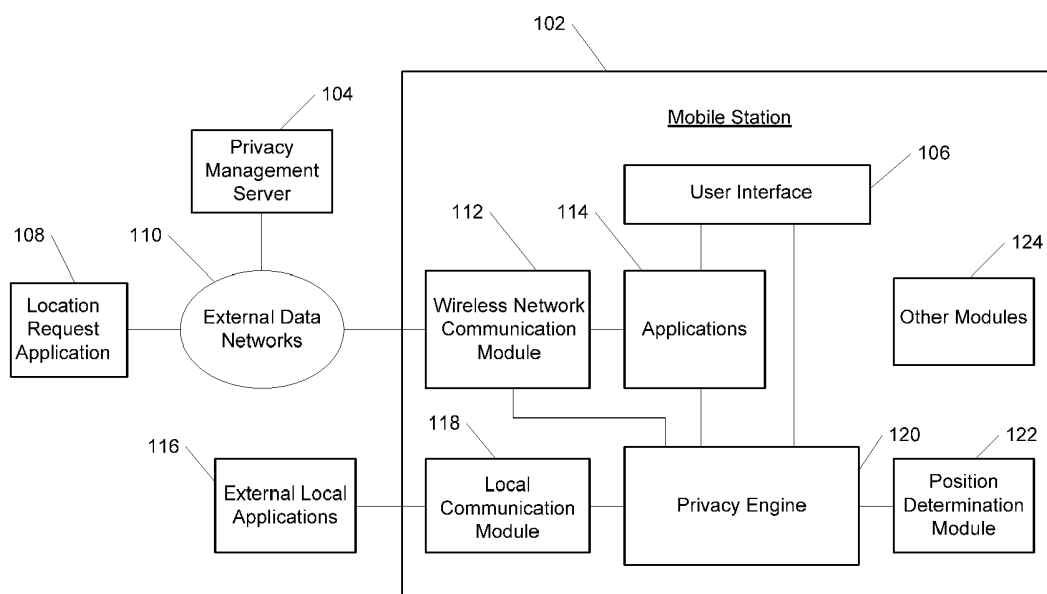 102
Mobile Station
104
Privacy
Management
Server
106
User Interface
108
Location
Request
Application
110
External Data
Networks
112
Wireless Network
Communication
Module
114
Applications
124
Other Modules
116
External Local
Applications
118
Local
Communication
Module
120
Privacy Engine
122
Position
Determination
Module